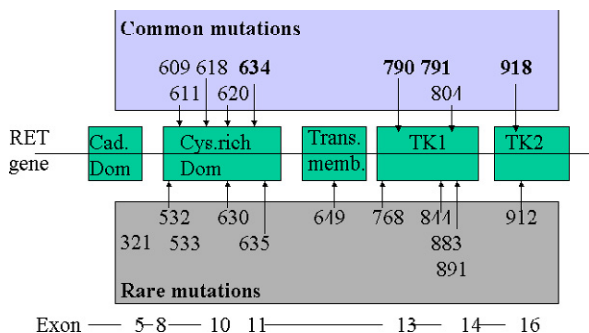 Common mutations
609 618 634 790 791 918
611 620 804
RET gene
Cad. Dom
Cys.rich Dom
Trans. memb.
TK1
TK2
532 630 649 768 844 912
321 533 635 883
891
Rare mutations
Exon 5 8 10 11 13 14 16